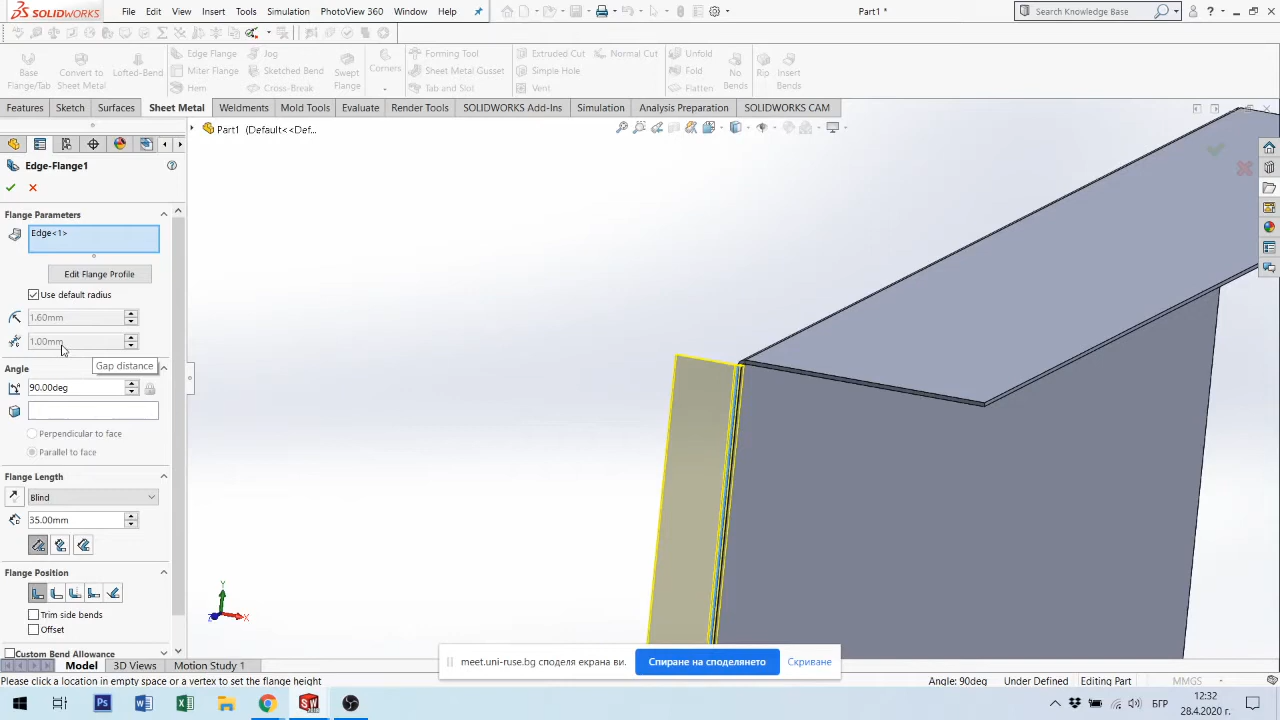 SOLIDWORKS File Edit View Insert Tools Simulation PhotoView 360 Window Help Part1 * Search Knowledge Base
Base Flange/Tab
Convert to Sheet Metal
Lofted-Bend
Edge Flange
Miter Flange
Hem
Jog
Sketched Bend
Cross-Break
Swept Flange
Corners
Forming Tool
Sheet Metal Gusset
Tab and Slot
Extruded Cut
Simple Hole
Vent
Normal Cut
Unfold
Fold
Flatten
No Bends
Rip
Insert Bends
Features Sketch Surfaces Sheet Metal Weldments Mold Tools Evaluate Render Tools SOLIDWORKS Add-Ins Simulation Analysis Preparation SOLIDWORKS CAM
Part1 (Default<<Def...
Edge-Flange1
Flange Parameters
Edge<1>
Edit Flange Profile
Use default radius
1.60mm
1.00mm
Gap distance
Angle
90.00deg
Perpendicular to face
Parallel to face
Flange Length
Blind
35.00mm
Flange Position
Trim side bends
Offset
Custom Bend Allowance
Y
X
Z
meet.uni-ruse.bg споделя екрана ви. Спиране на споделянето Скриване
Model 3D Views Motion Study 1
Please click a location in empty space or a vertex to set the flange height Angle: 90deg Under Defined Editing Part MMGS
БГР 12:32
28.4.2020 г.